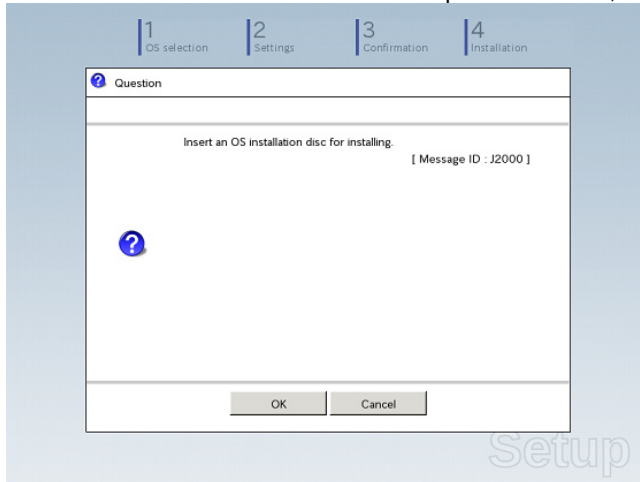 1
OS selection
2
Settings
3
Confirmation
4
Installation
Question
Insert an OS installation disc for installing.
[ Message ID : J2000 ]
OK
Cancel
Setup